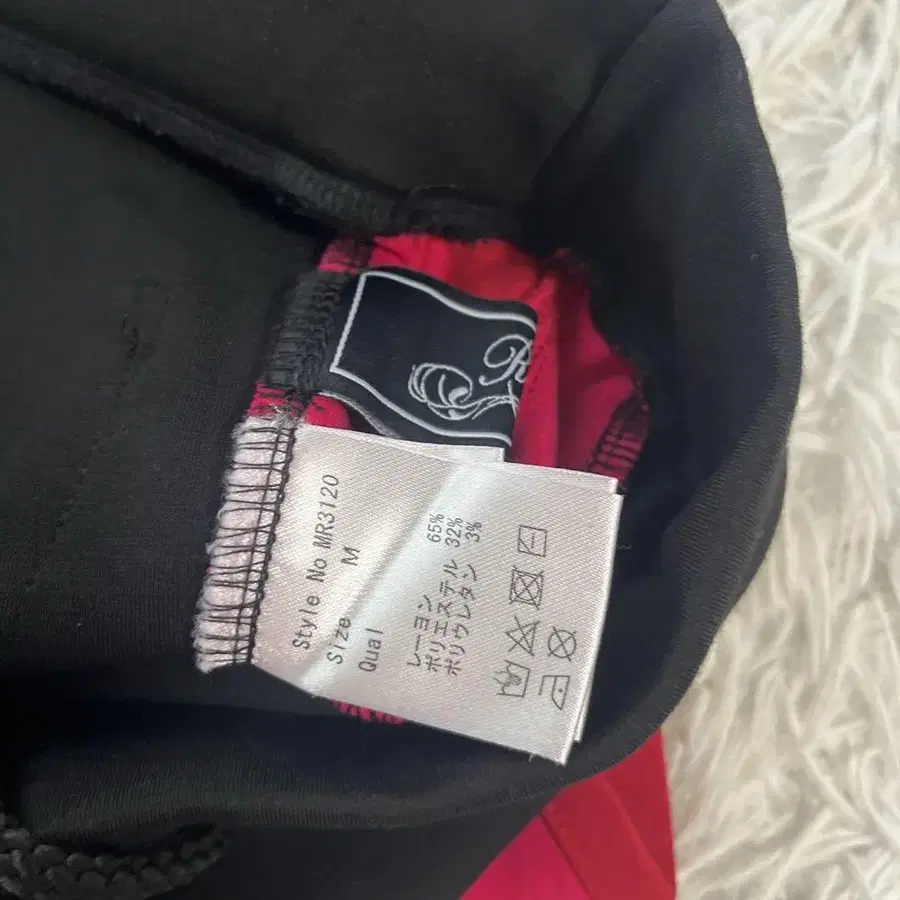 R
Style No MR3120
Size M
Qual
レーヨン 65%
ポリエステル 32%
ポリウレタン 3%